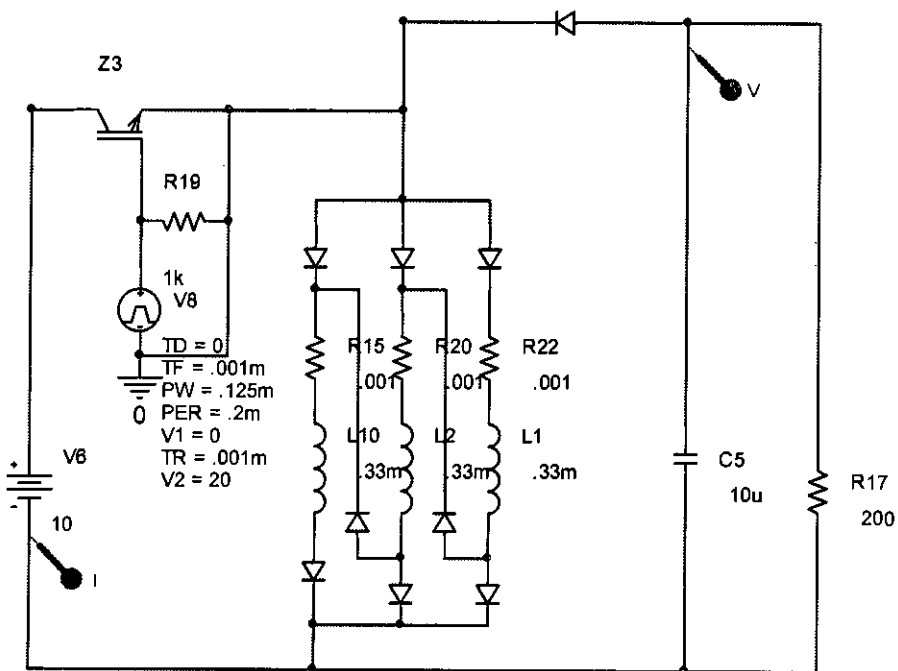 Z3
V
R19
1k
V8
TD = 0
TF = .001m
PW = .125m
PER = .2m
V1 = 0
TR = .001m
V2 = 20
0
R15
.001
R20
.001
R22
.001
L10
.33m
L2
.33m
L1
.33m
V6
+
-
10
I
C5
10u
R17
200